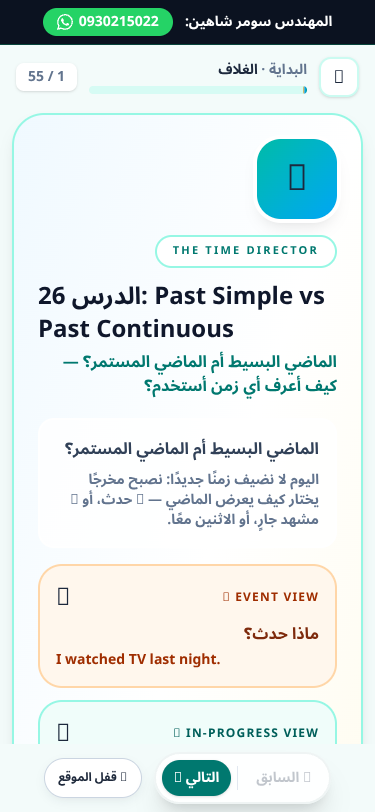 المهندس سومر شاهين: 0930215022
البداية · الغلاف
55 / 1
THE TIME DIRECTOR
الدرس 26: Past Simple vs
Past Continuous
الماضي البسيط أم الماضي المستمر؟ —
كيف أعرف أي زمن أستخدم؟
الماضي البسيط أم الماضي المستمر؟
اليوم لا نضيف زمنًا جديدًا: نصبح مخرجًا
يختار كيف يعرض الماضي — حدث، أو
مشهد جارٍ، أو الاثنين معًا.
EVENT VIEW
ماذا حدث؟
I watched TV last night.
IN-PROGRESS VIEW
السابق
التالي
قفل الموقع